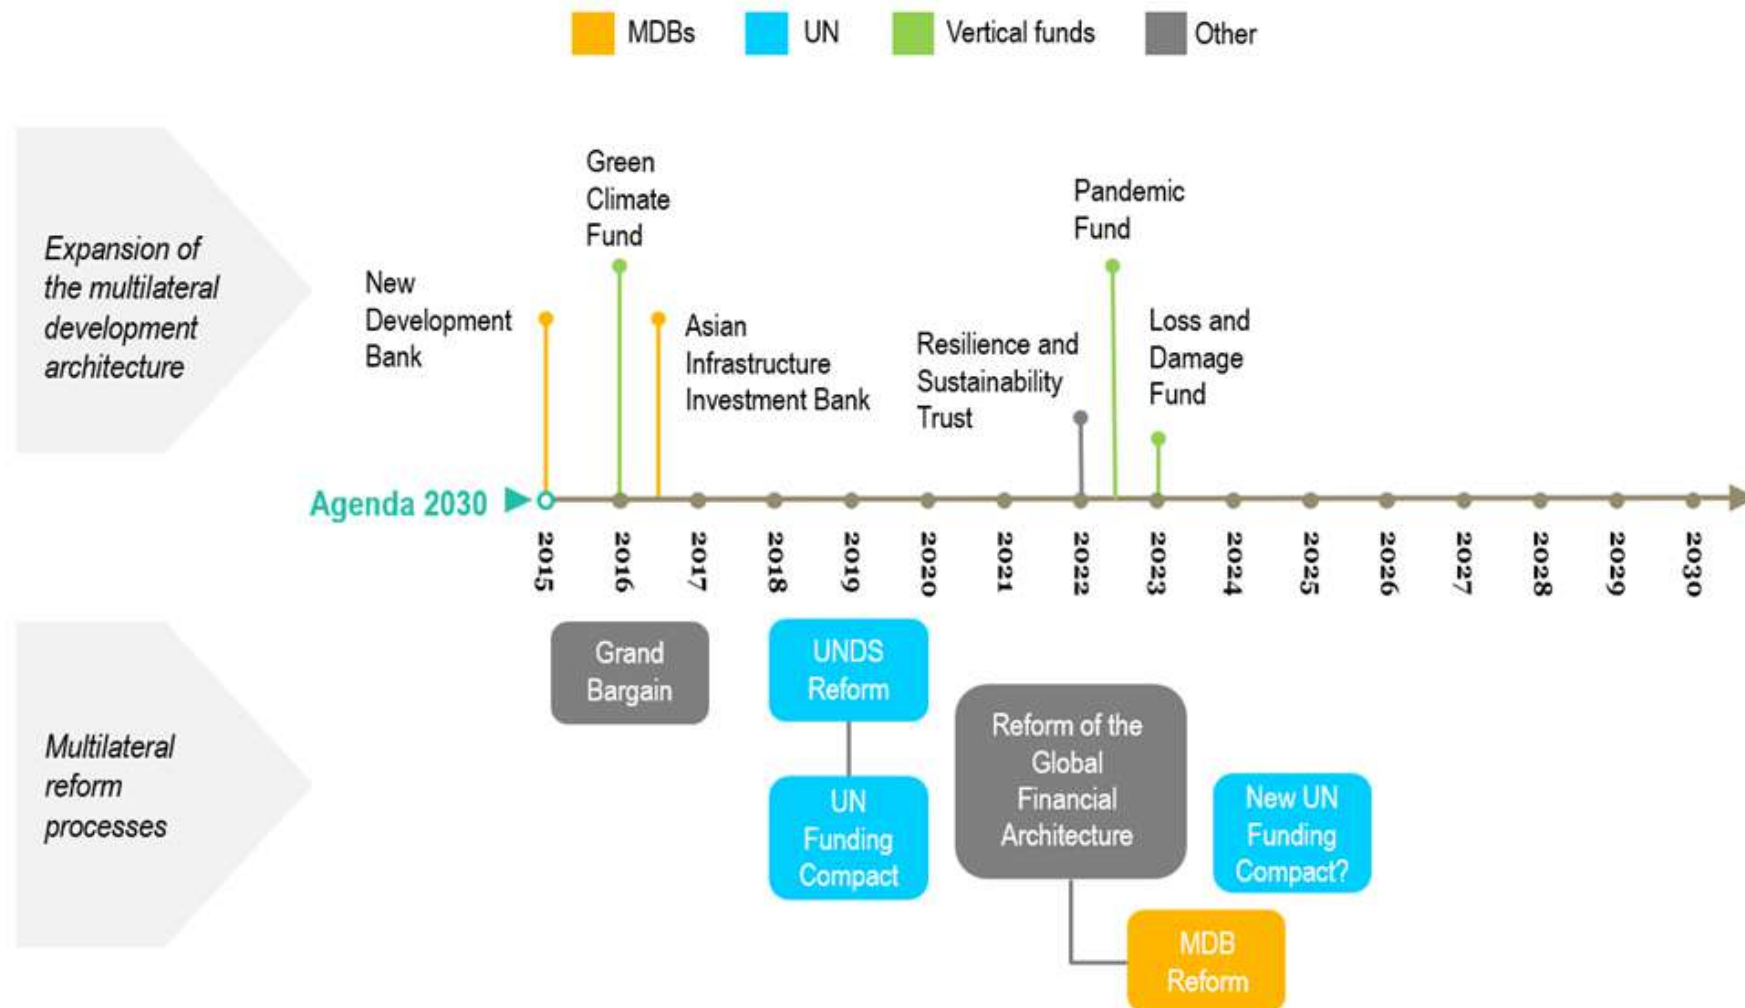 MDBs
UN
Vertical funds
Other
Expansion of
the multilateral
development
architecture
New
Development
Bank
Green
Climate
Fund
Asian
Infrastructure
Investment Bank
Resilience and
Sustainability
Trust
Pandemic
Fund
Loss and
Damage
Fund
Agenda 2030
2015
2016
2017
2018
2019
2020
2021
2022
2023
2024
2025
2026
2027
2028
2029
2030
Multilateral
reform
processes
Grand
Bargain
UNDS
Reform
UN
Funding
Compact
Reform of the
Global
Financial
Architecture
New UN
Funding
Compact?
MDB
Reform